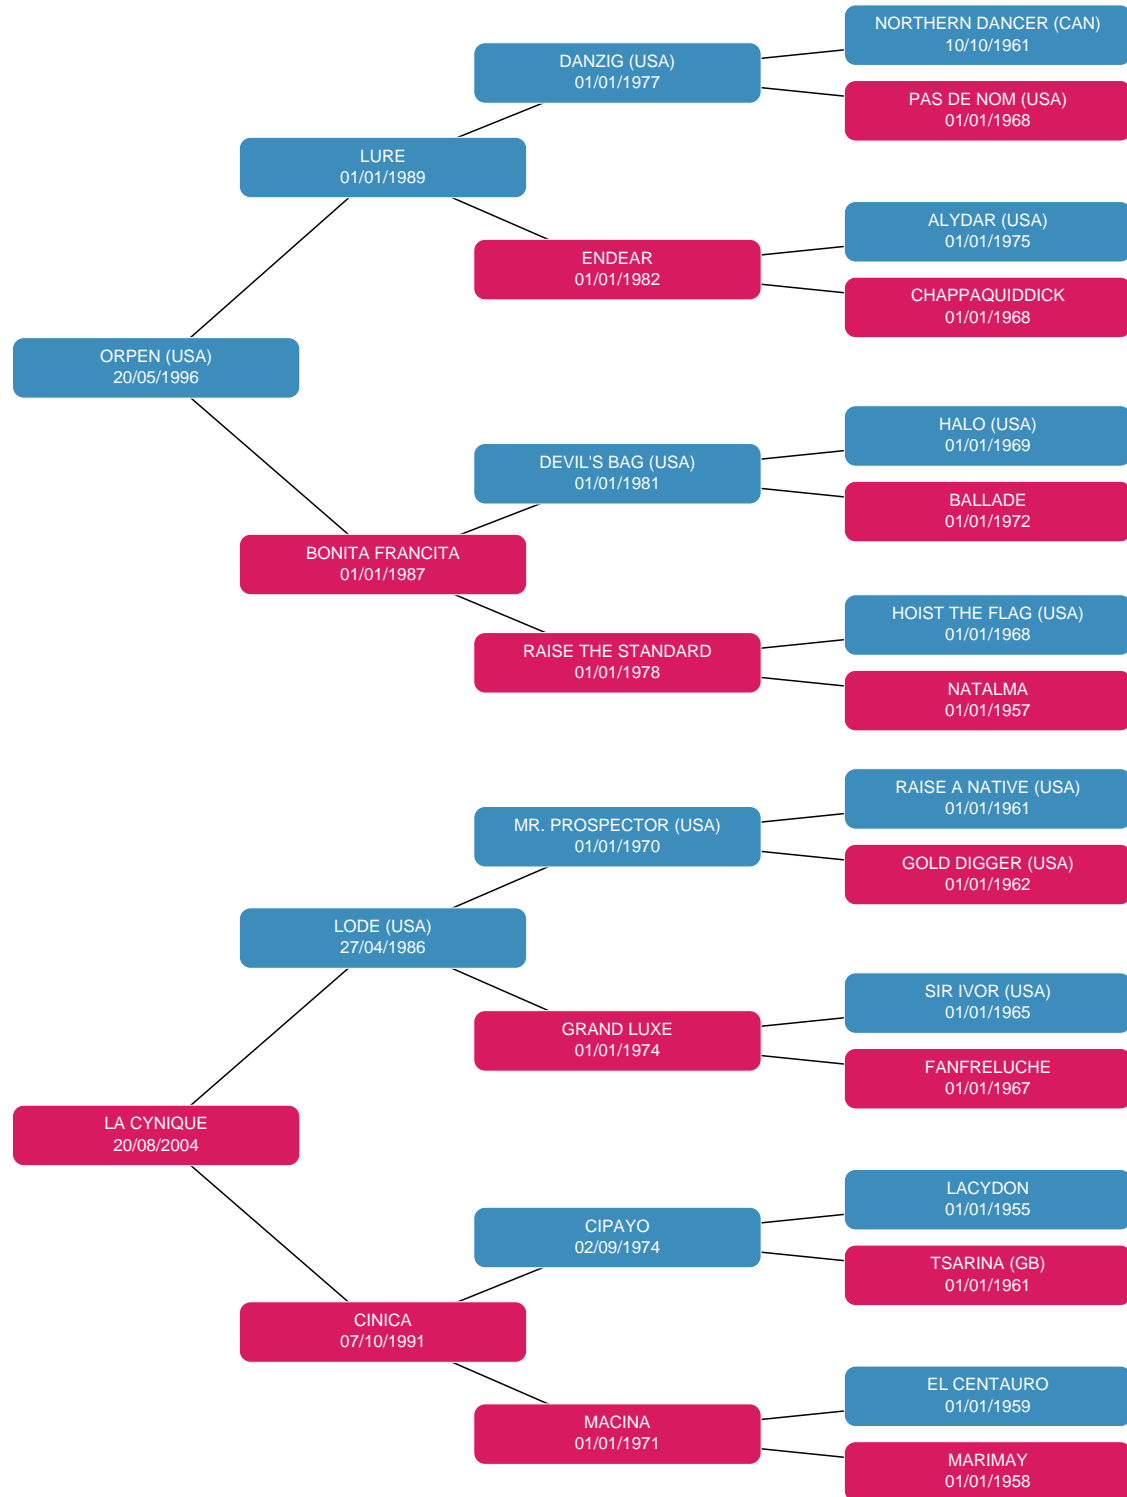 NORTHERN DANCER (CAN)
10/10/1961
DANZIG (USA)
01/01/1977
PAS DE NOM (USA)
01/01/1968
LURE
01/01/1989
ALYDAR (USA)
01/01/1975
ENDEAR
01/01/1982
CHAPPAQUIDDICK
01/01/1968
ORPEN (USA)
20/05/1996
HALO (USA)
01/01/1969
DEVIL'S BAG (USA)
01/01/1981
BALLADE
01/01/1972
BONITA FRANCITA
01/01/1987
HOIST THE FLAG (USA)
01/01/1968
RAISE THE STANDARD
01/01/1978
NATALMA
01/01/1957
RAISE A NATIVE (USA)
01/01/1961
MR. PROSPECTOR (USA)
01/01/1970
GOLD DIGGER (USA)
01/01/1962
LODE (USA)
27/04/1986
SIR IVOR (USA)
01/01/1965
GRAND LUXE
01/01/1974
FANFRELUCHE
01/01/1967
LA CYNIQUE
20/08/2004
LACYDON
01/01/1955
CIPAYO
02/09/1974
TSARINA (GB)
01/01/1961
CINICA
07/10/1991
EL CENTAURO
01/01/1959
MACINA
01/01/1971
MARIMAY
01/01/1958